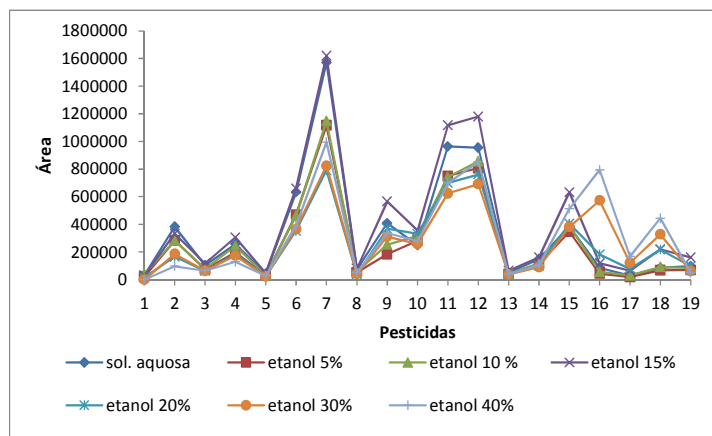 Área
1800000
1600000
1400000
1200000
1000000
800000
600000
400000
200000
0
1 2 3 4 5 6 7 8 9 10 11 12 13 14 15 16 17 18 19
Pesticidas
sol. aquosa etanol 5% etanol 10 % etanol 15%
etanol 20% etanol 30% etanol 40%